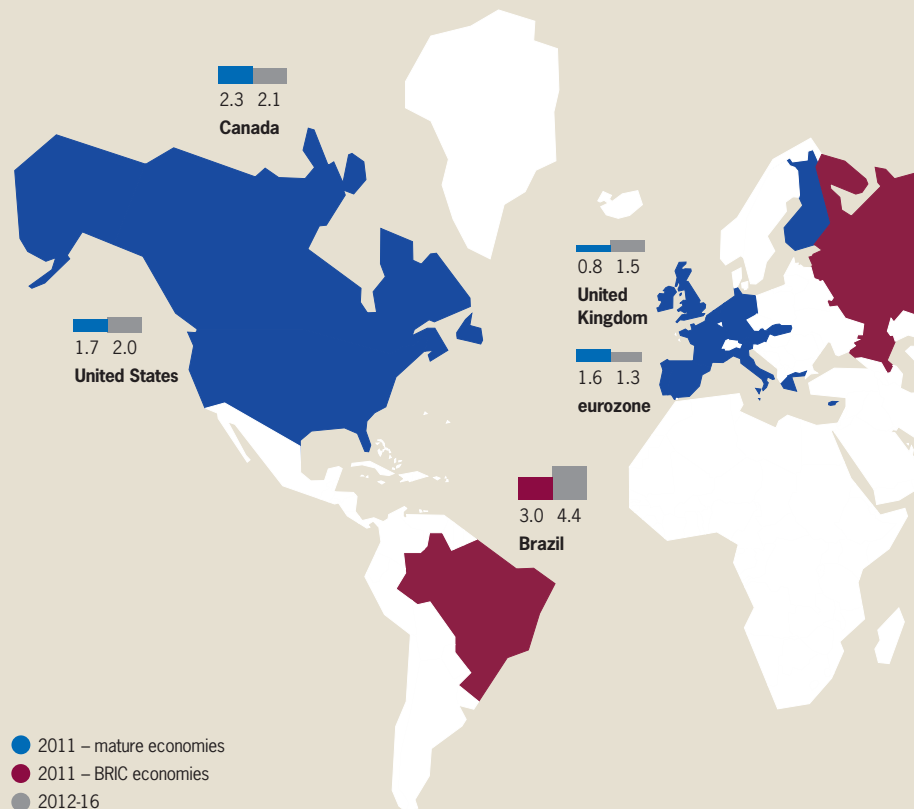 2.3 2.1
Canada
0.8 1.5
United
Kingdom
1.7 2.0
United States
1.6 1.3
eurozone
3.0 4.4
Brazil
2011 – mature economies
2011 – BRIC economies
2012-16